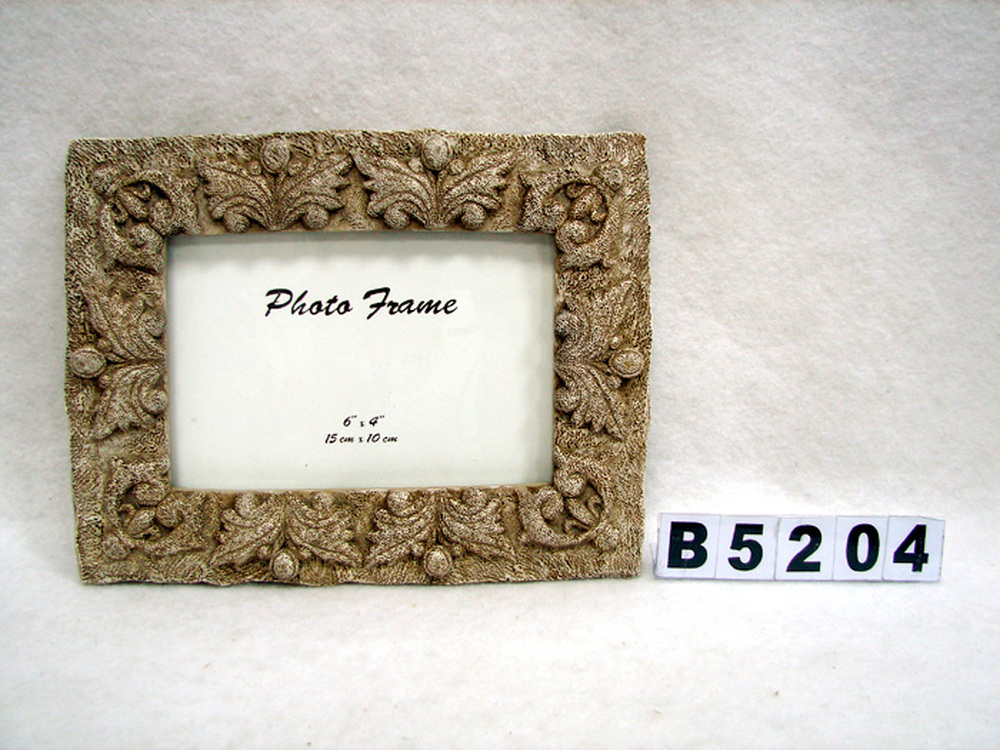 Photo Frame
6" x 4"
15 cm x 10 cm
B5204